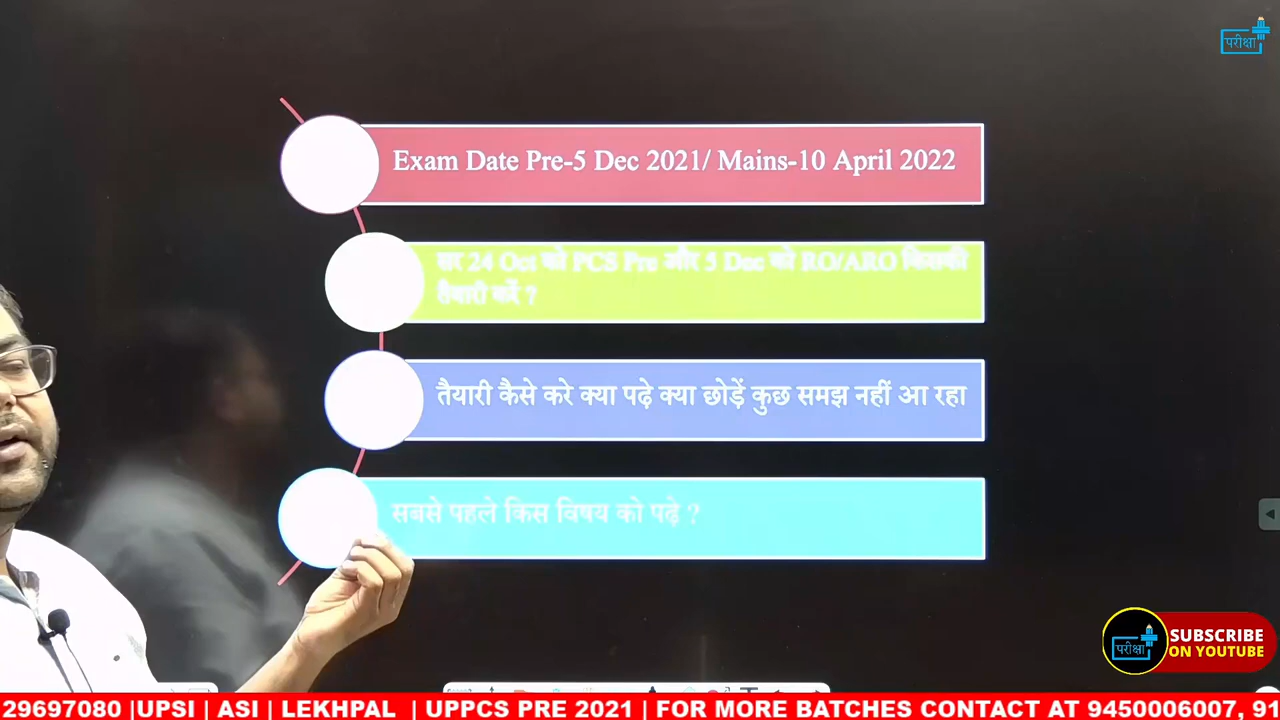 परीक्षा
Exam Date Pre-5 Dec 2021/ Mains-10 April 2022
सर 24 Oct को PCS Pre और 5 Dec को RO/ARO किसकी
तैयारी करें ?
तैयारी कैसे करे क्या पढ़े क्या छोड़ें कुछ समझ नहीं आ रहा
सबसे पहले किस विषय को पढ़े ?
परीक्षा
SUBSCRIBE
ON YOUTUBE
29697080 |UPSI | ASI | LEKHPAL | UPPCS PRE 2021 | FOR MORE BATCHES CONTACT AT 9450006007, 91